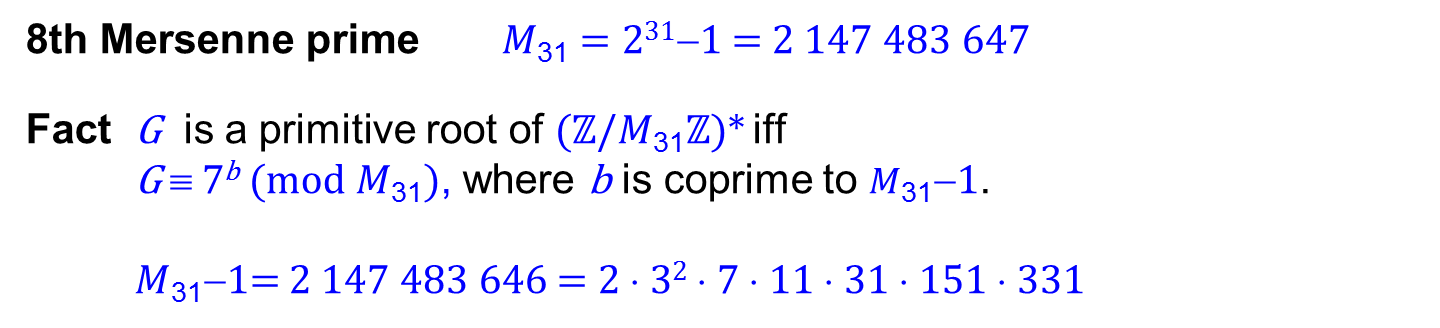 8th Mersenne prime M₃₁ = 2³¹–1 = 2 147 483 647
Fact G is a primitive root of (ℤ/M₃₁ℤ)* iff
G≡ 7ᵇ (mod M₃₁), where b is coprime to M₃₁–1.
M₃₁–1= 2 147 483 646 = 2 · 3² · 7 · 11 · 31 · 151 · 331